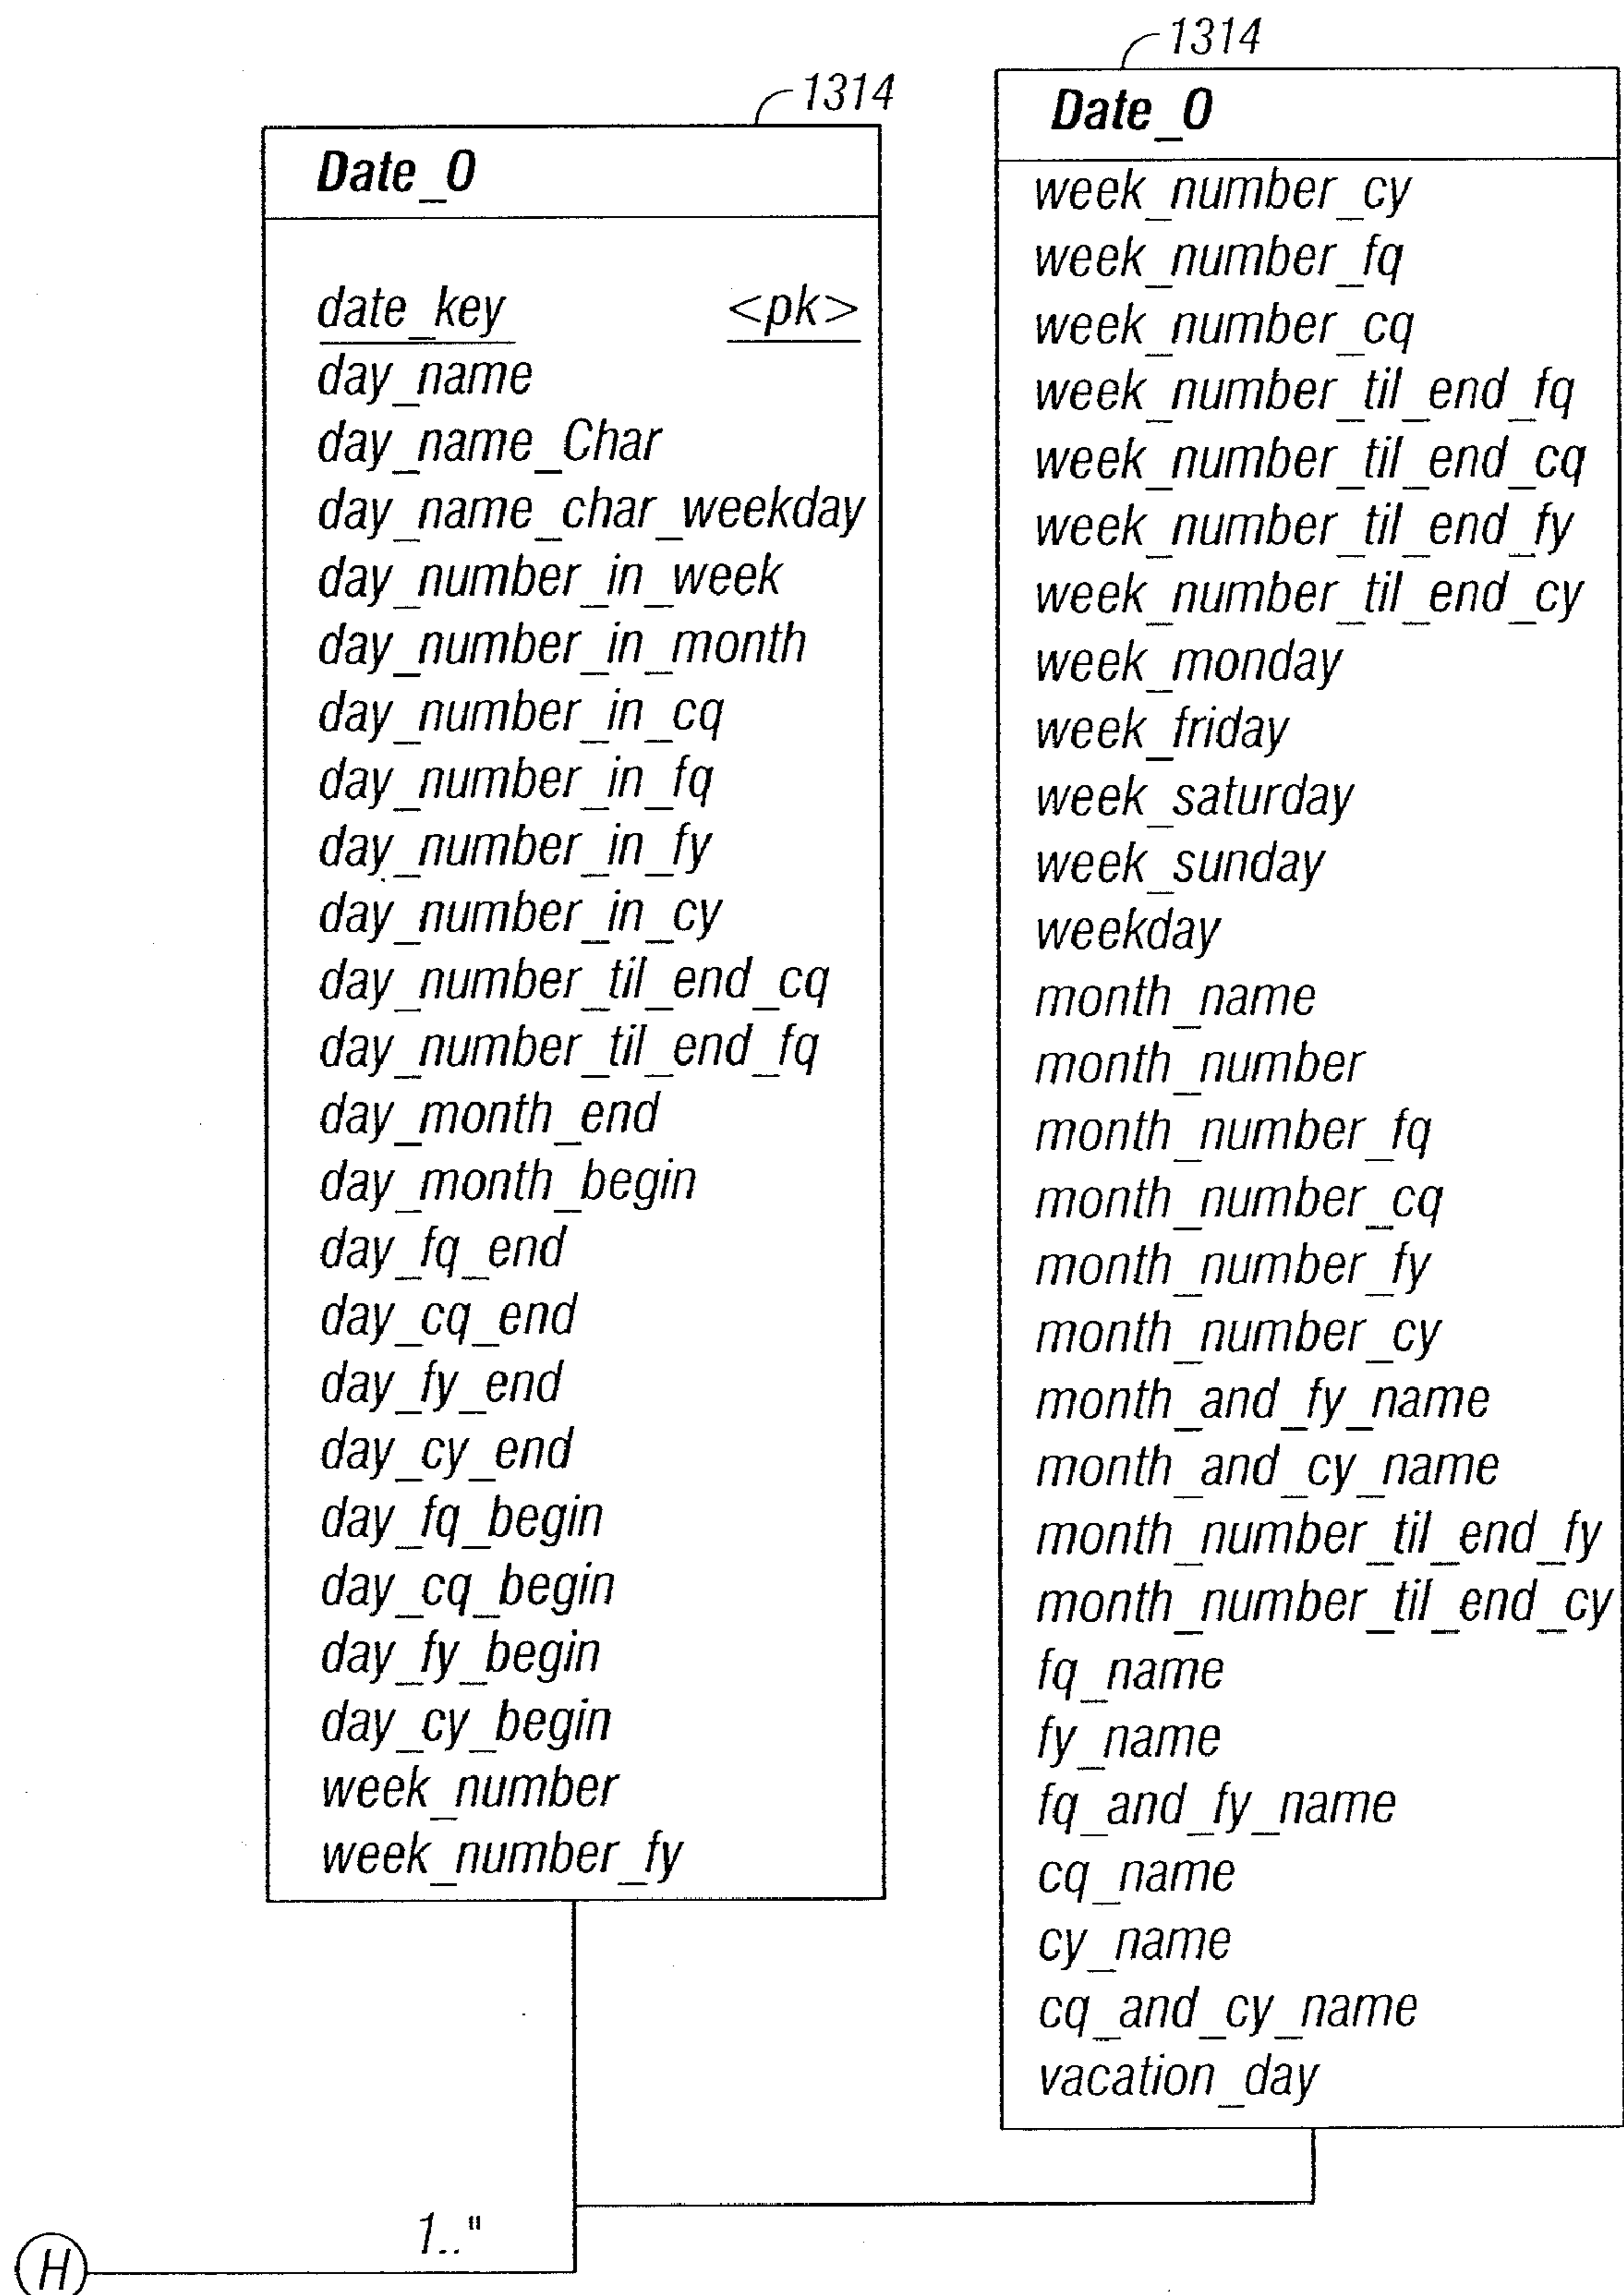 1314
Date_0
date_key <pk>
day_name
day_name_Char
day_name_char_weekday
day_number_in_week
day_number_in_month
day_number_in_cq
day_number_in_fq
day_number_in_fy
day_number_in_cy
day_number_til_end_cq
day_number_til_end_fq
day_month_end
day_month_begin
day_fq_end
day_cq_end
day_fy_end
day_cy_end
day_fq_begin
day_cq_begin
day_fy_begin
day_cy_begin
week_number
week_number_fy
1314
Date_0
week_number_cy
week_number_fq
week_number_cq
week_number_til_end_fq
week_number_til_end_cq
week_number_til_end_fy
week_number_til_end_cy
week_monday
week_friday
week_saturday
week_sunday
weekday
month_name
month_number
month_number_fq
month_number_cq
month_number_fy
month_number_cy
month_and_fy_name
month_and_cy_name
month_number_til_end_fy
month_number_til_end_cy
fq_name
fy_name
fq_and_fy_name
cq_name
cy_name
cq_and_cy_name
vacation_day
1.."
H